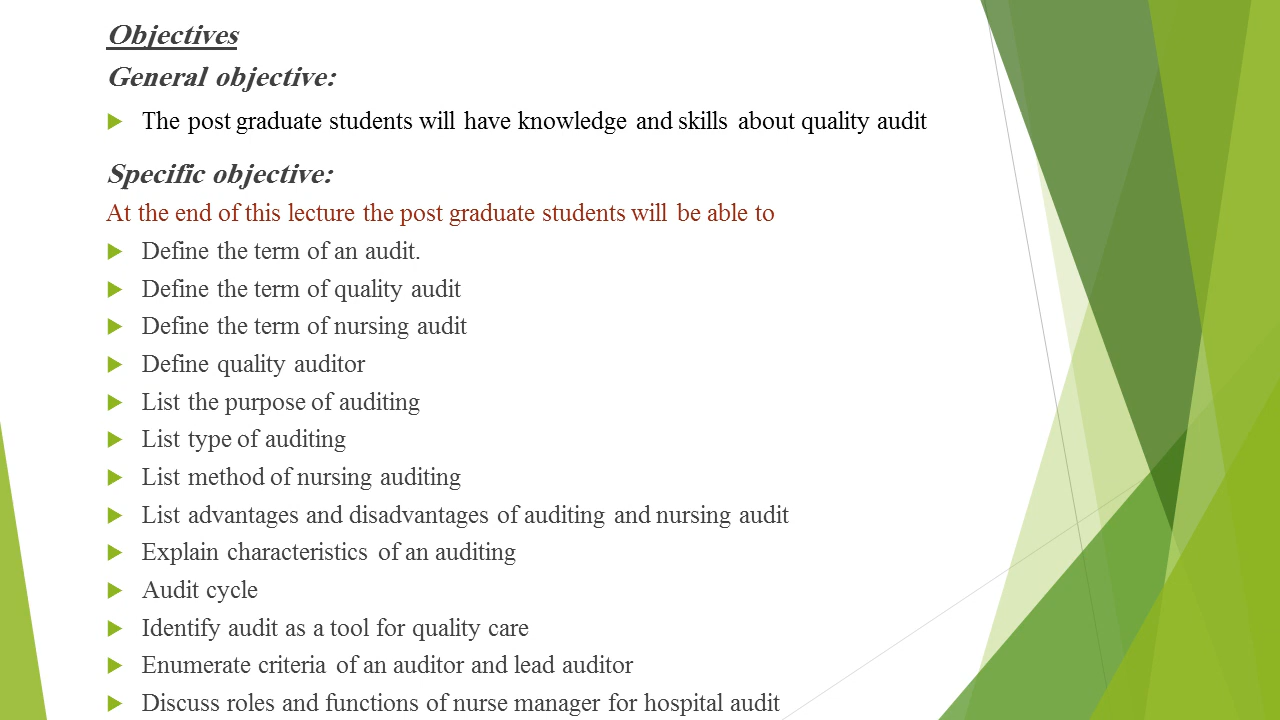 Objectives
General objective:
The post graduate students will have knowledge and skills about quality audit
Specific objective:
At the end of this lecture the post graduate students will be able to
Define the term of an audit.
Define the term of quality audit
Define the term of nursing audit
Define quality auditor
List the purpose of auditing
List type of auditing
List method of nursing auditing
List advantages and disadvantages of auditing and nursing audit
Explain characteristics of an auditing
Audit cycle
Identify audit as a tool for quality care
Enumerate criteria of an auditor and lead auditor
Discuss roles and functions of nurse manager for hospital audit